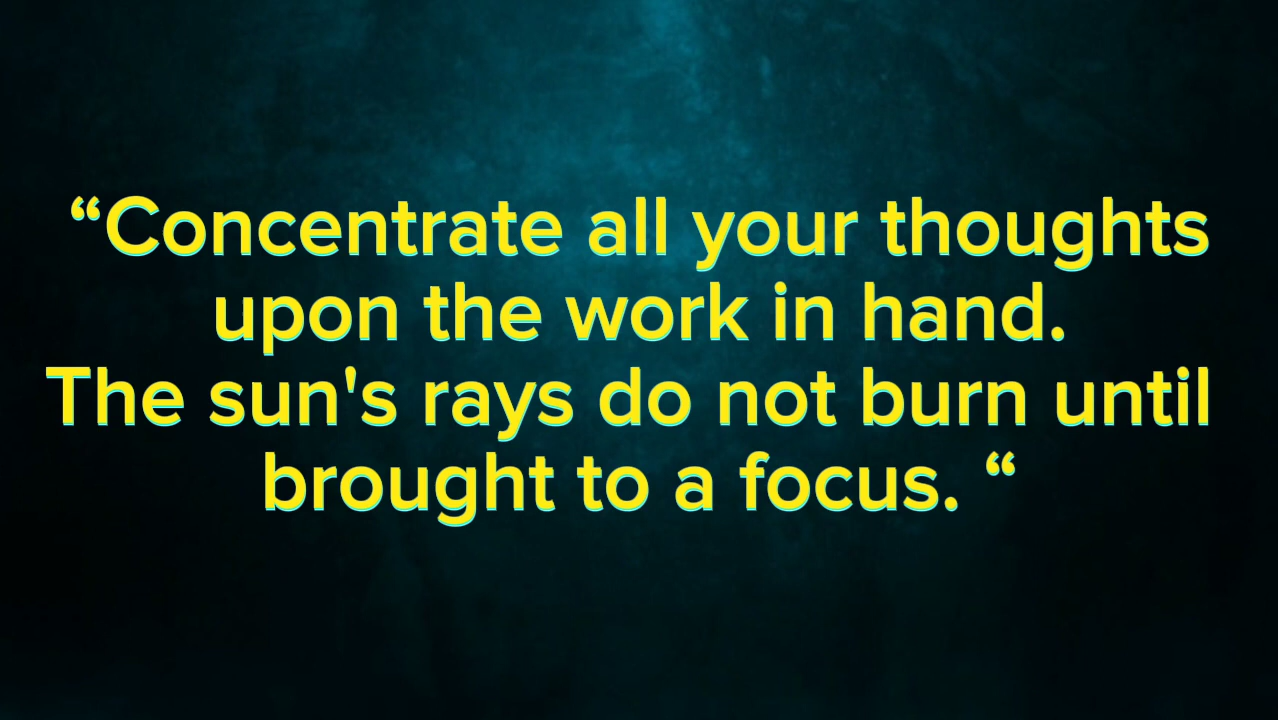 “Concentrate all your thoughts
upon the work in hand.
The sun's rays do not burn until
brought to a focus. “